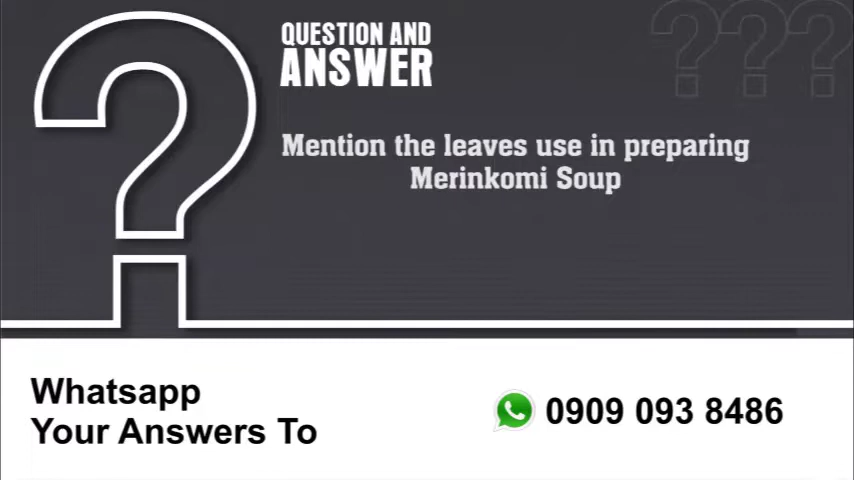 QUESTION AND
ANSWER
Mention the leaves use in preparing
Merinkomi Soup
Whatsapp
Your Answers To
0909 093 8486